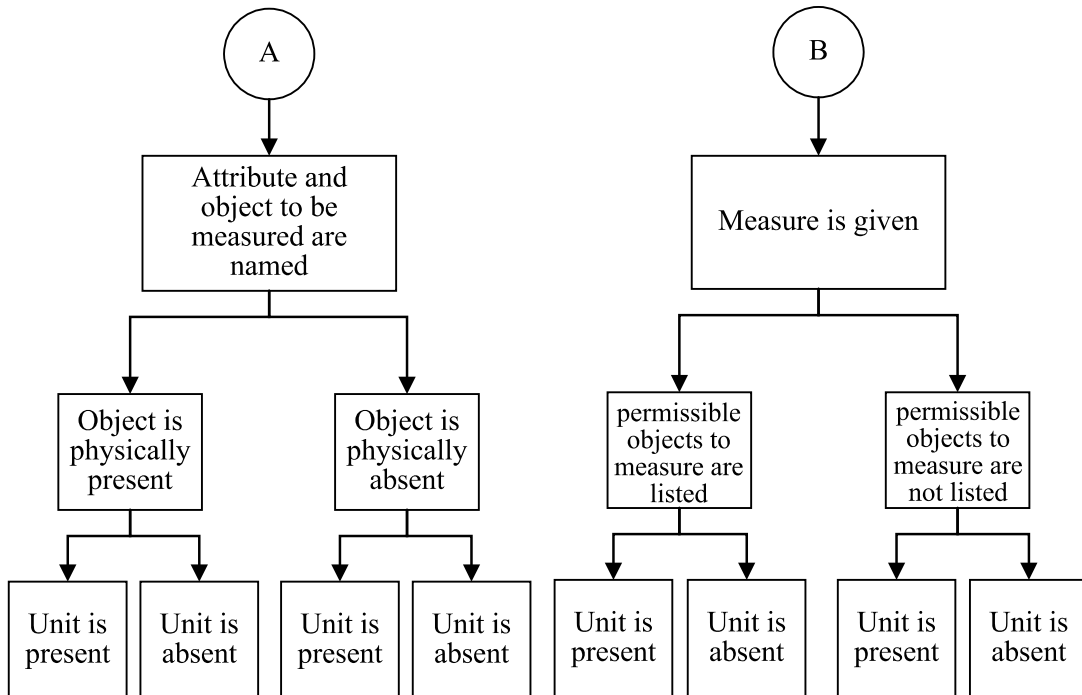 A
B
Attribute and
object to be
measured are
named
Measure is given
Object is
physically
present
Object is
physically
absent
permissible
objects to
measure are
listed
permissible
objects to
measure are
not listed
Unit is
present
Unit is
absent
Unit is
present
Unit is
absent
Unit is
present
Unit is
absent
Unit is
present
Unit is
absent